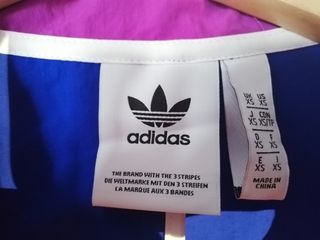 adidas
THE BRAND WITH THE 3 STRIPES
DIE WELTMARKE MIT DEN 3 STREIFEN
LA MARQUE AUX 3 BANDES
UK XS US XS
J XS CDN XS/TP
D XS F XS
E XS I XS
MADE IN
CHINA